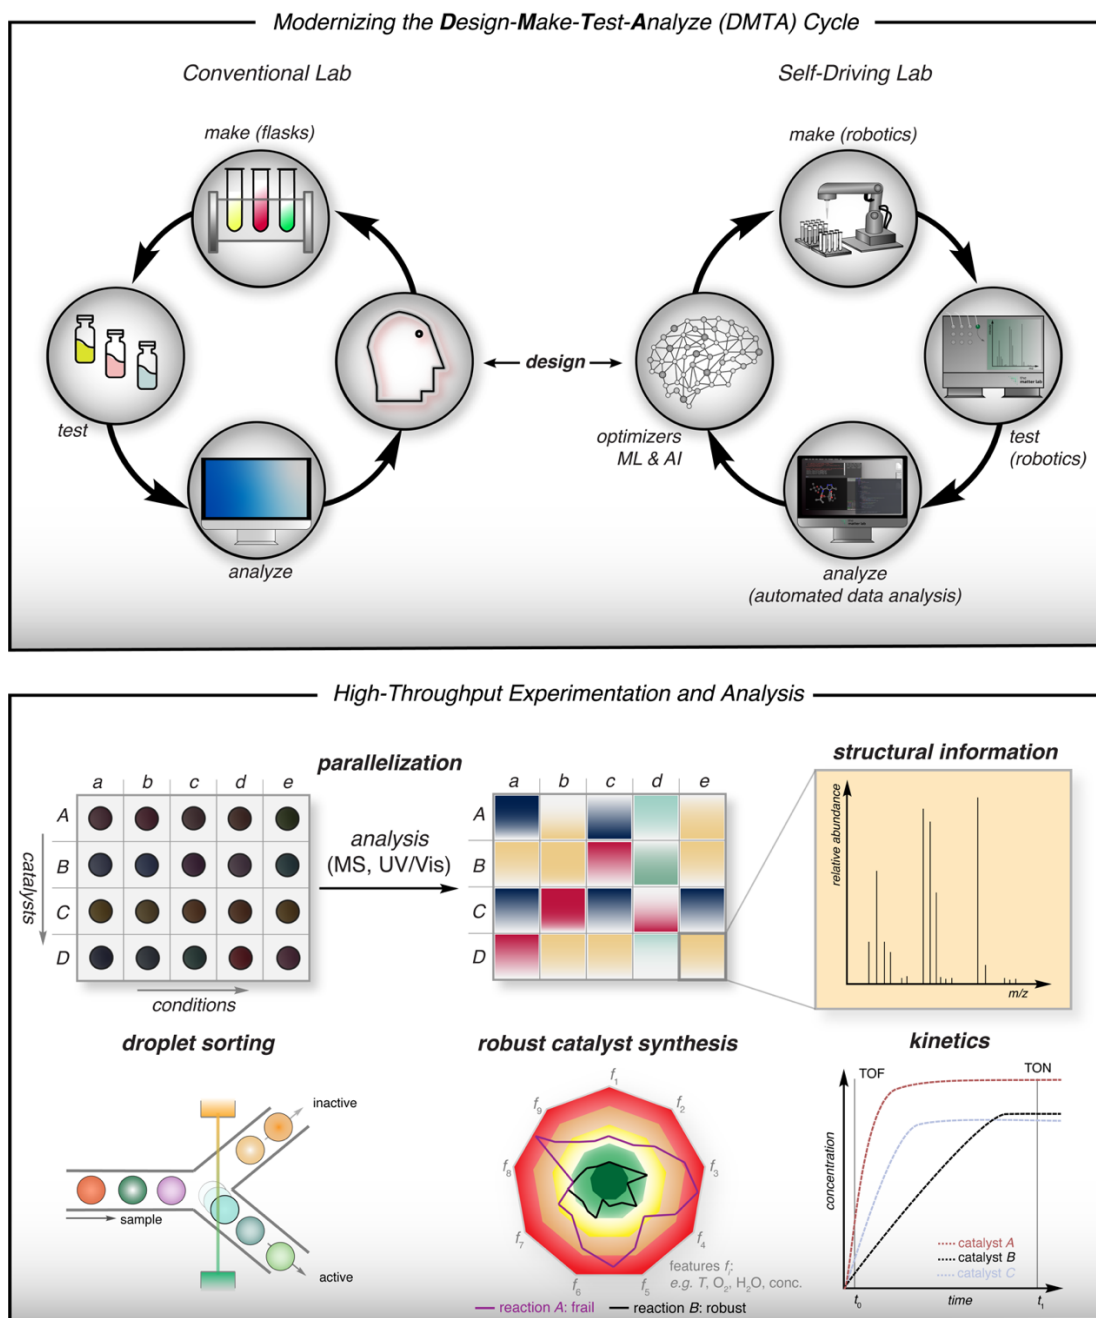 Modernizing the Design-Make-Test-Analyze (DMTA) Cycle
Conventional Lab
Self-Driving Lab
make (flasks)
make (robotics)
design
test
optimizers
ML & AI
test
(robotics)
analyze
analyze
(automated data analysis)
matter lab
High-Throughput Experimentation and Analysis
a b c d e
A
B
C
D
catalysts
conditions
parallelization
analysis
(MS, UV/Vis)
a b c d e
A
B
C
D
structural information
relative abundance
m/z
droplet sorting
inactive
sample
active
robust catalyst synthesis
f₁
f₂
f₃
f₄
f₅
f₆
f₇
f₈
f₉
features fᵢ:
e.g. T, O₂, H₂O, conc.
reaction A: frail
reaction B: robust
kinetics
TOF
TON
concentration
catalyst A
catalyst B
catalyst C
t₀
time
t₁